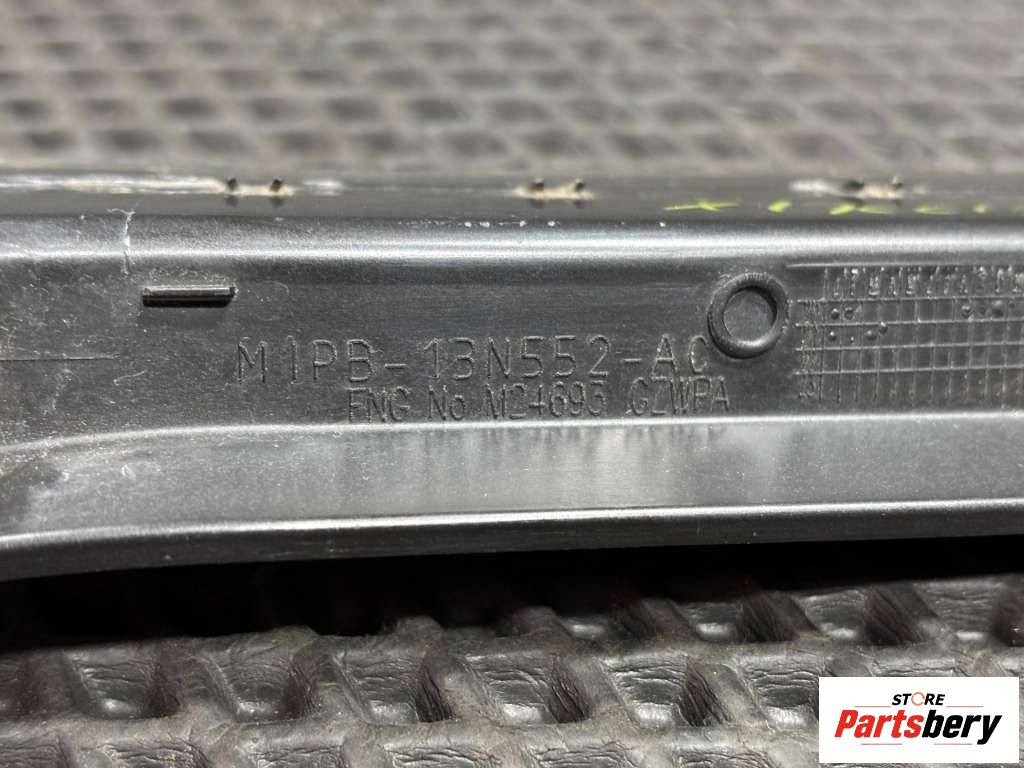 M1PB-13N552-AC
ENG No M24693 GZWPA
STORE
Partsbery